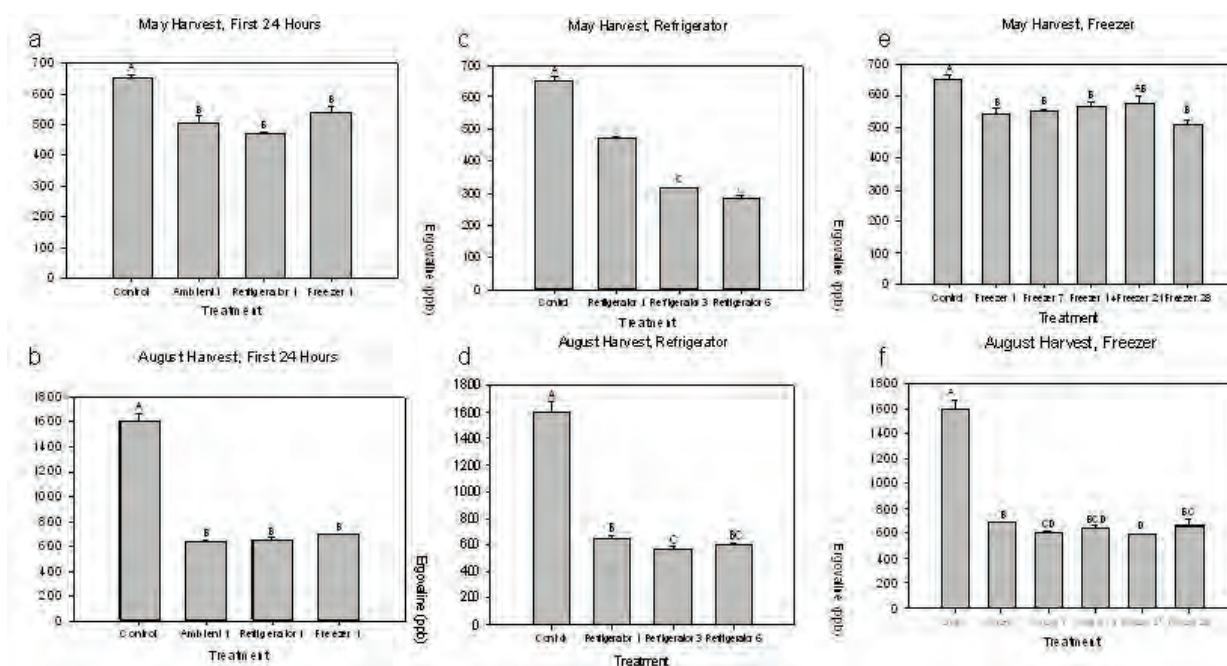 a
May Harvest, First 24 Hours
700
600
500
400
300
200
100
0
A
B
B
B
Control
Ambient 1
Refrigerator 1
Freezer 1
Treatment
c
May Harvest, Refrigerator
700
600
500
400
300
200
100
0
Ergovaline (ppb)
A
C
Control
Refrigerator 1
Refrigerator 3
Refrigerator 6
Treatment
e
May Harvest, Freezer
700
600
500
400
300
200
100
0
Ergovaline (ppb)
A
B
B
B
AB
B
Control
Freezer 1
Freezer 7
Freezer 14
Freezer 21
Freezer 28
Treatment
b
August Harvest, First 24 Hours
1800
1600
1400
1200
1000
800
600
400
200
0
A
B
B
B
Control
Ambient 1
Refrigerator 1
Freezer 1
Treatment
d
August Harvest, Refrigerator
1800
1600
1400
1200
1000
800
600
400
200
0
Ergovaline (ppb)
A
B
C
BC
Control
Refrigerator 1
Refrigerator 3
Refrigerator 6
Treatment
f
August Harvest, Freezer
1800
1600
1400
1200
1000
800
600
400
200
0
Ergovaline (ppb)
A
B
CD
BCD
D
BC
Treatment